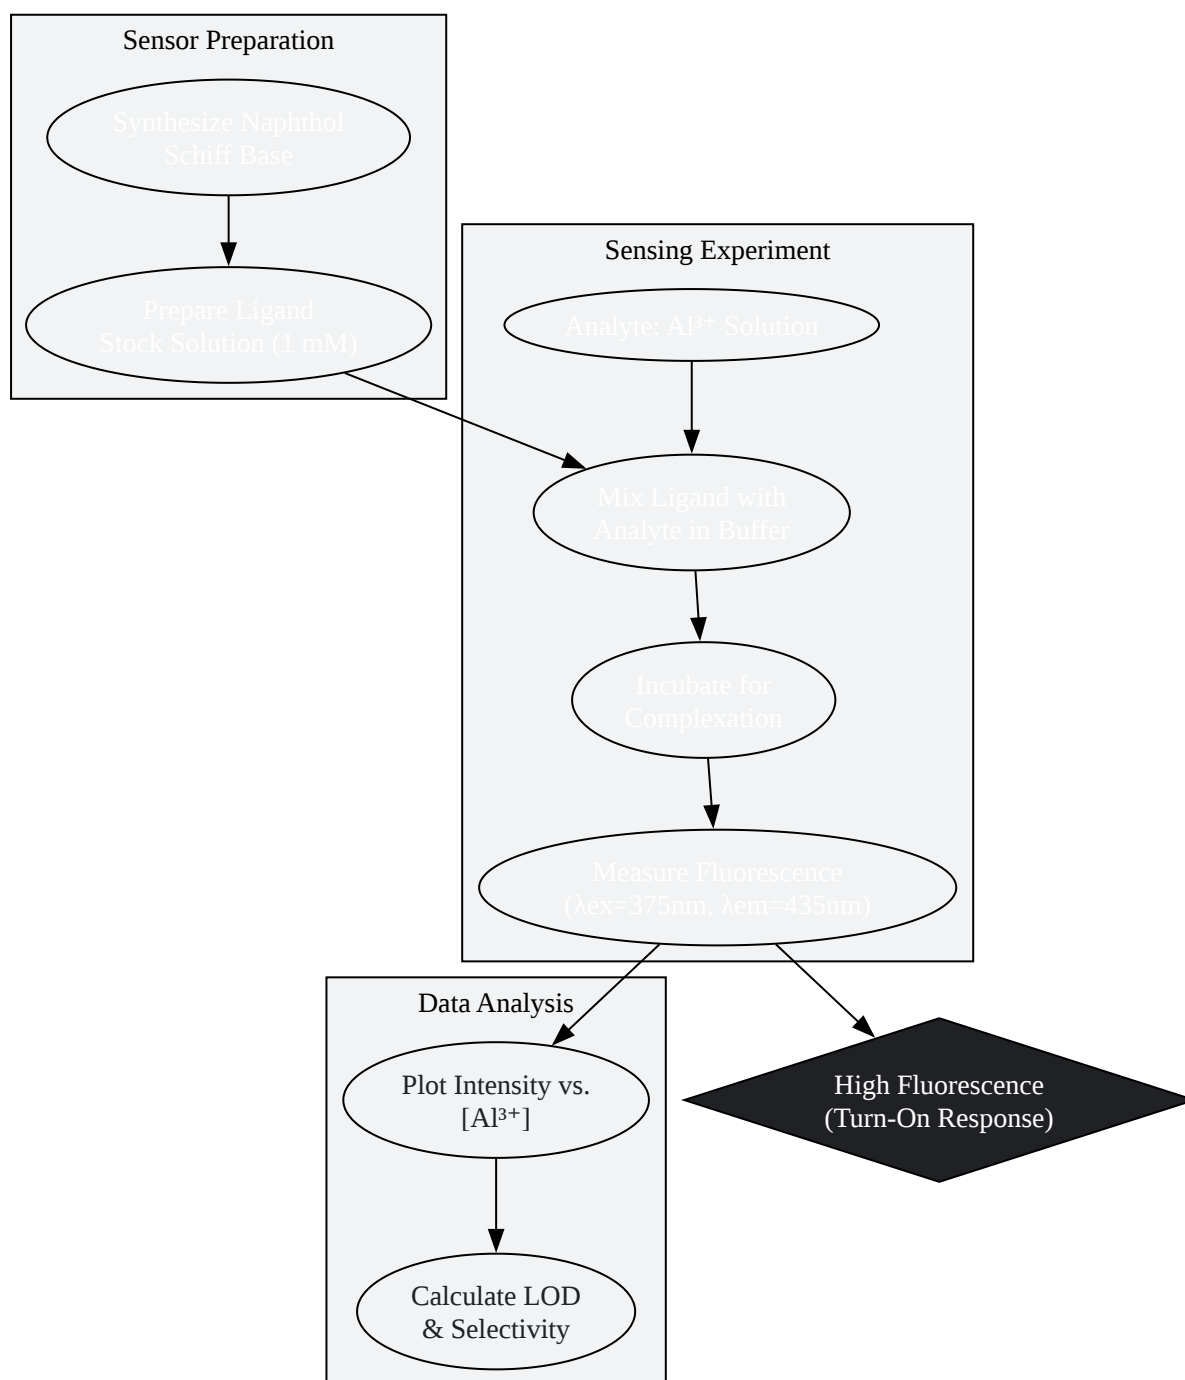 Sensor Preparation
Synthesize Naphthol
Schiff Base
Prepare Ligand
Stock Solution (1 mM)
Sensing Experiment
Analyte: Al³⁺ Solution
Mix Ligand with
Analyte in Buffer
Incubate for
Complexation
Measure Fluorescence
(λex=375nm, λem=435nm)
Data Analysis
Plot Intensity vs.
[Al³⁺]
High Fluorescence
(Turn-On Response)
Calculate LOD
& Selectivity